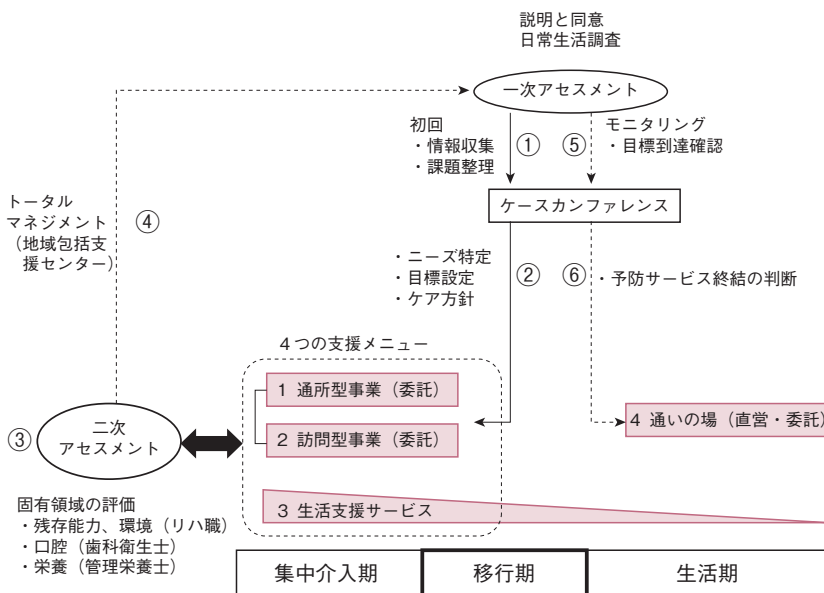 説明と同意
日常生活調査
一次アセスメント
初回
・情報収集
・課題整理
①
⑤
モニタリング
・目標到達確認
ケースカンファレンス
トータル
マネジメント
（地域包括支
援センター）
④
・ニーズ特定
・目標設定
・ケア方針
②
⑥
・予防サービス終結の判断
4つの支援メニュー
1 通所型事業（委託）
2 訪問型事業（委託）
3 生活支援サービス
4 通いの場（直営・委託）
③
二次
アセスメント
固有領域の評価
・残存能力、環境（リハ職）
・口腔（歯科衛生士）
・栄養（管理栄養士）
集中介入期
移行期
生活期